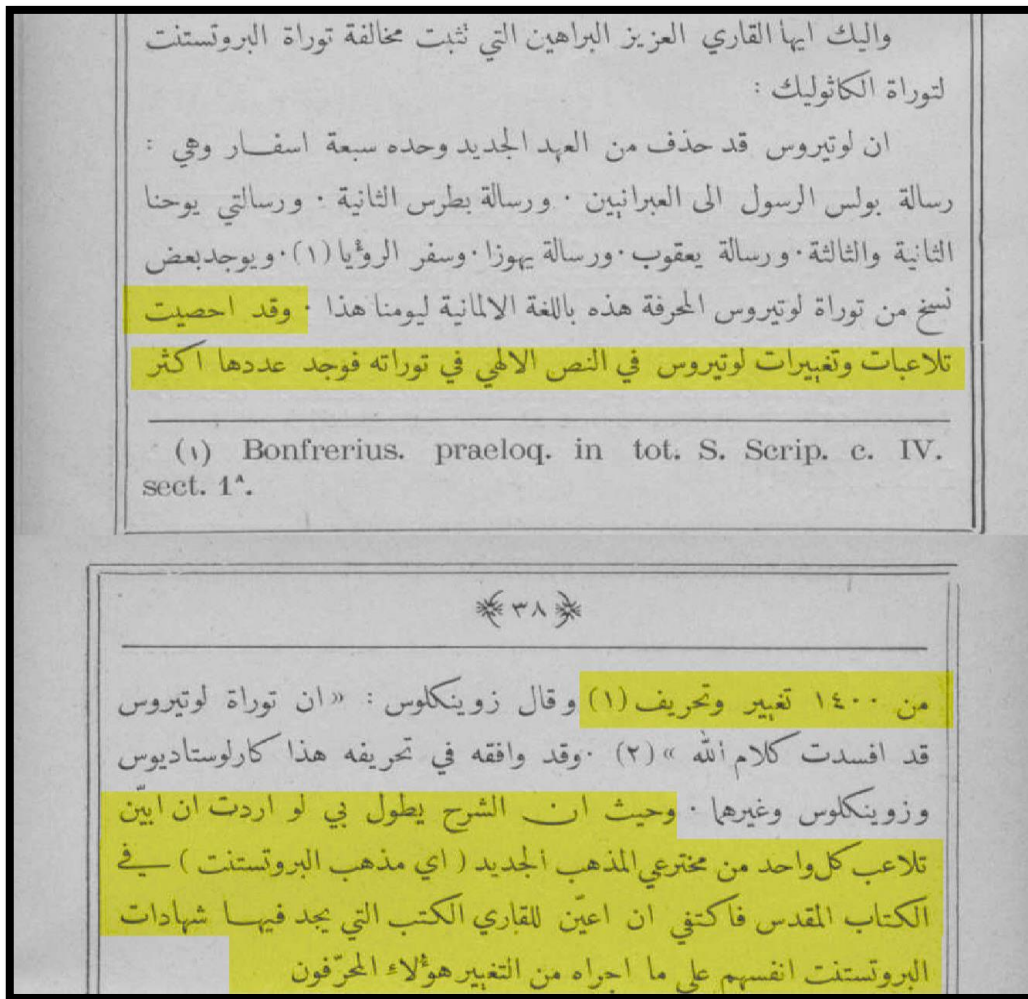 واليك ايها القاري العزيز البراهين التي تثبت مخالفة توراة البروتستنت
لتوراة الكاثوليك :
ان لوتيروس قد حذف من العهد الجديد وحده سبعة اسفار وهي :
رسالة بولس الرسول الى العبرانيين · ورسالة بطرس الثانية · ورسالتي يوحنا
الثانية والثالثة · ورسالة يعقوب · ورسالة يهوزا · وسفر الرؤيا (١) · ويوجد بعض
نسخ من توراة لوتيروس المحرفة هذه باللغة الالمانية ليومنا هذا · وقد احصيت
تلاعبات وتغييرات لوتيروس في النص الالهي في توراته فوجد عددها اكثر
(١) Bonfrerius. praeloq. in tot. S. Scrip. c. IV.
sect. 1ᴬ.
٣٨
من ١٤٠٠ تغيير وتحريف (١) وقال زوينكلوس : « ان توراة لوتيروس
قد افسدت كلام الله » (٢) · وقد وافقه في تحريفه هذا كارلوستاديوس
وزوينكلوس وغيرهما · وحيث ان الشرح يطول بي لو اردت ان ابيّن
تلاعب كل واحد من مخترعي المذهب الجديد ( اي مذهب البروتستنت ) في
الكتاب المقدس فاكتفي ان اعيّن للقاري الكتب التي يجد فيها شهادات
البروتستنت انفسهم على ما اجراه من التغيير هؤلاء المحرّفون